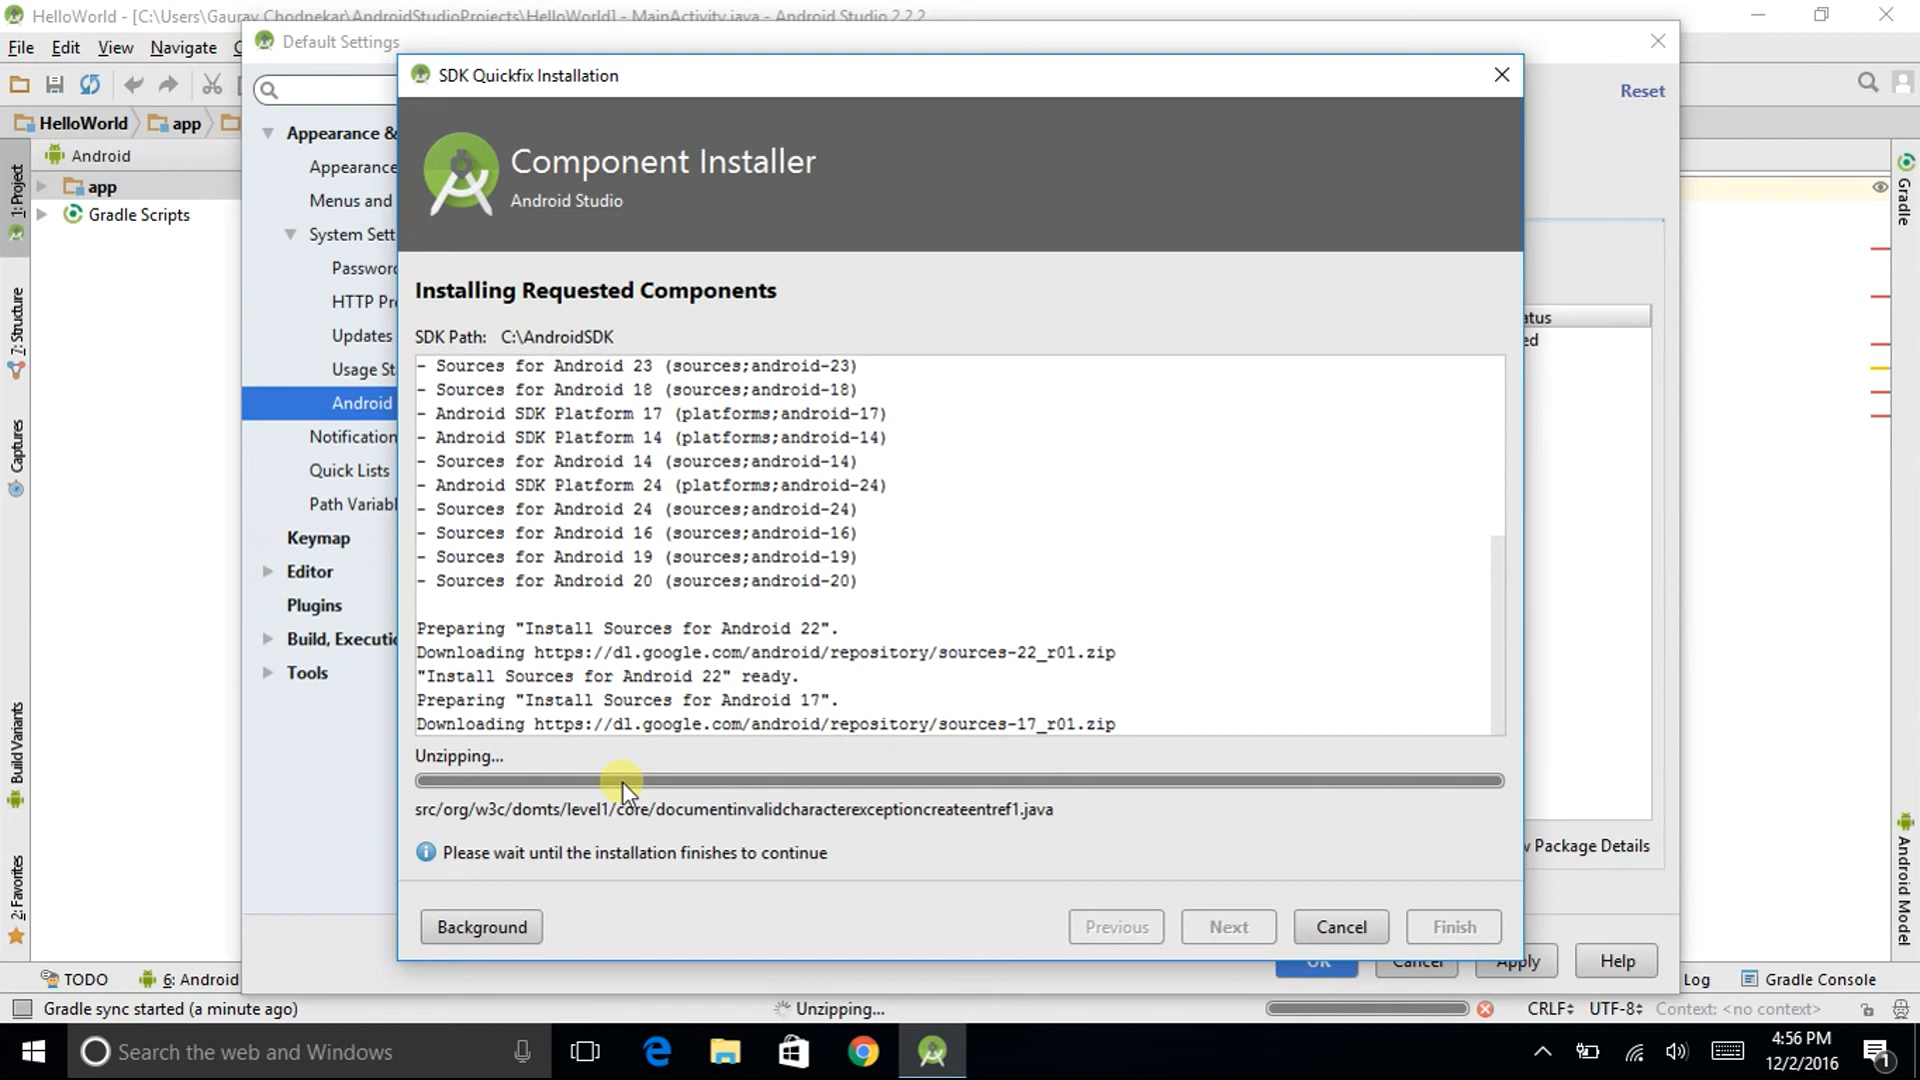 HelloWorld - [C:\Users\Gaurav Chodnekar\AndroidStudioProjects\HelloWorld] - MainActivity.java - Android Studio 2.2.2
File Edit View Navigate
Default Settings
SDK Quickfix Installation
Reset
HelloWorld app
Android
app
Gradle Scripts
1: Project
7: Structure
Captures
Build Variants
2: Favorites
Gradle
Android Model
Appearance &
Appearance
Menus and
System Sett
Password
HTTP Pr
Updates
Usage St
Android
Notification
Quick Lists
Path Variabl
Keymap
Editor
Plugins
Build, Executio
Tools
Component Installer
Android Studio
Installing Requested Components
SDK Path: C:\AndroidSDK
- Sources for Android 23 (sources;android-23)
- Sources for Android 18 (sources;android-18)
- Android SDK Platform 17 (platforms;android-17)
- Android SDK Platform 14 (platforms;android-14)
- Sources for Android 14 (sources;android-14)
- Android SDK Platform 24 (platforms;android-24)
- Sources for Android 24 (sources;android-24)
- Sources for Android 16 (sources;android-16)
- Sources for Android 19 (sources;android-19)
- Sources for Android 20 (sources;android-20)
Preparing "Install Sources for Android 22".
Downloading https://dl.google.com/android/repository/sources-22_r01.zip
"Install Sources for Android 22" ready.
Preparing "Install Sources for Android 17".
Downloading https://dl.google.com/android/repository/sources-17_r01.zip
Unzipping...
src/org/w3c/domts/level1/core/documentinvalidcharacterexceptioncreateentref1.java
Please wait until the installation finishes to continue
Background Previous Next Cancel Finish
atus
ed
Package Details
OK Cancel Apply Help
TODO 6: Android Log Gradle Console
Gradle sync started (a minute ago) Unzipping... CRLF UTF-8 Context: <no context>
Search the web and Windows
4:56 PM
12/2/2016
1